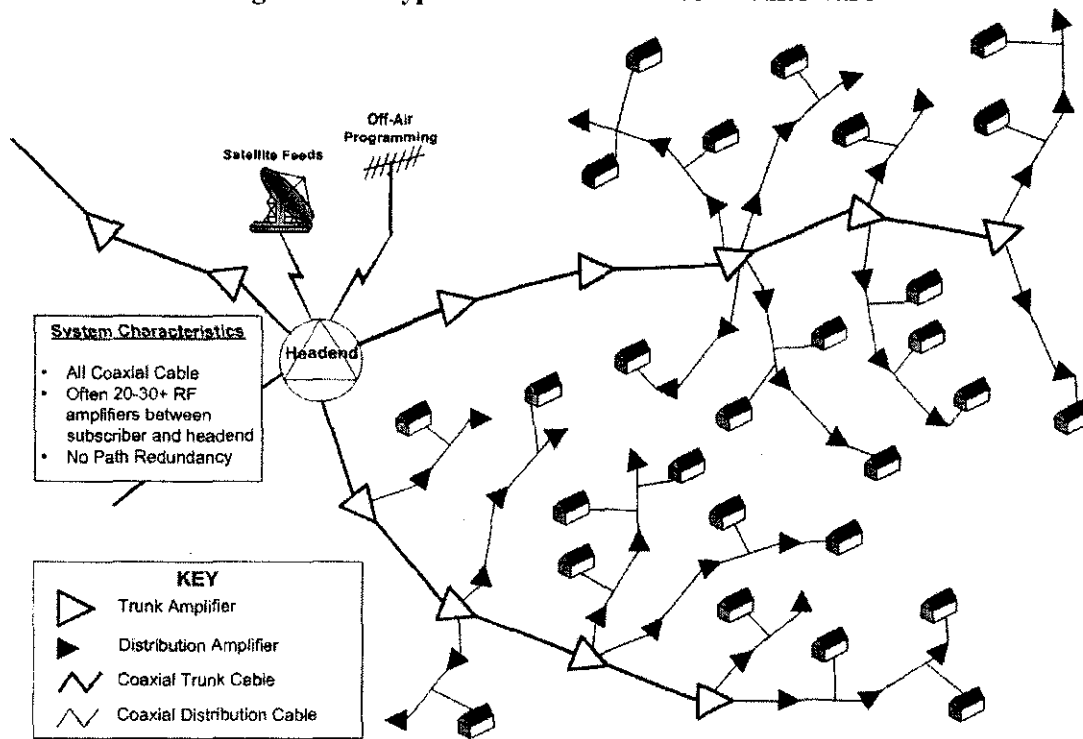 Off-Air
Programming
Satellite Feeds
Headend
System Characteristics
• All Coaxial Cable
• Often 20-30+ RF
amplifiers between
subscriber and headend
• No Path Redundancy
KEY
Trunk Amplifier
Distribution Amplifier
Coaxial Trunk Cable
Coaxial Distribution Cable